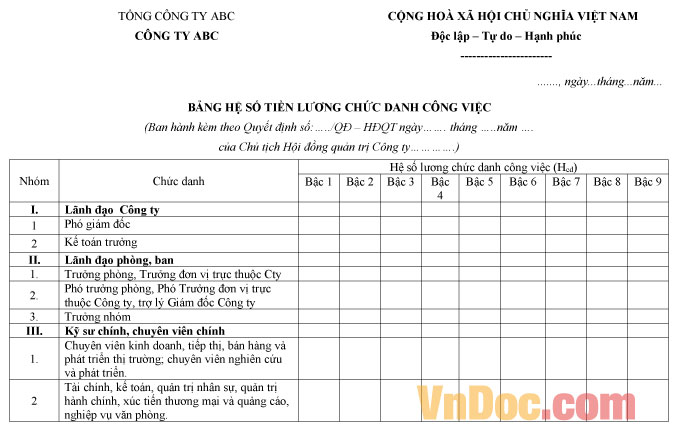 TỔNG CÔNG TY ABC
CÔNG TY ABC
CỘNG HOÀ XÃ HỘI CHỦ NGHĨA VIỆT NAM
Độc lập – Tự do – Hạnh phúc
-----------------------
......., ngày...tháng...năm...
BẢNG HỆ SỐ TIỀN LƯƠNG CHỨC DANH CÔNG VIỆC
(Ban hành kèm theo Quyết định số:…../QĐ – HĐQT ngày……. tháng …..năm ….
của Chủ tịch Hội đồng quản trị Công ty………….)
Nhóm
Chức danh
Hệ số lương chức danh công việc (Hcd)
Bậc 1 Bậc 2 Bậc 3 Bậc 4 Bậc 5 Bậc 6 Bậc 7 Bậc 8 Bậc 9
I. Lãnh đạo Công ty
1 Phó giám đốc
2 Kế toán trưởng
II. Lãnh đạo phòng, ban
1. Trưởng phòng, Trưởng đơn vị trực thuộc Cty
2. Phó trưởng phòng, Phó Trưởng đơn vị trực
thuộc Công ty, trợ lý Giám đốc Công ty
3. Trưởng nhóm
III. Kỹ sư chính, chuyên viên chính
1. Chuyên viên kinh doanh, tiếp thị, bán hàng và
phát triển thị trường; chuyên viên nghiên cứu
và phát triển.
2 Tài chính, kế toán, quản trị nhân sự, quản trị
hành chính, xúc tiến thương mại và quảng cáo,
nghiệp vụ văn phòng.
VnDoc.com